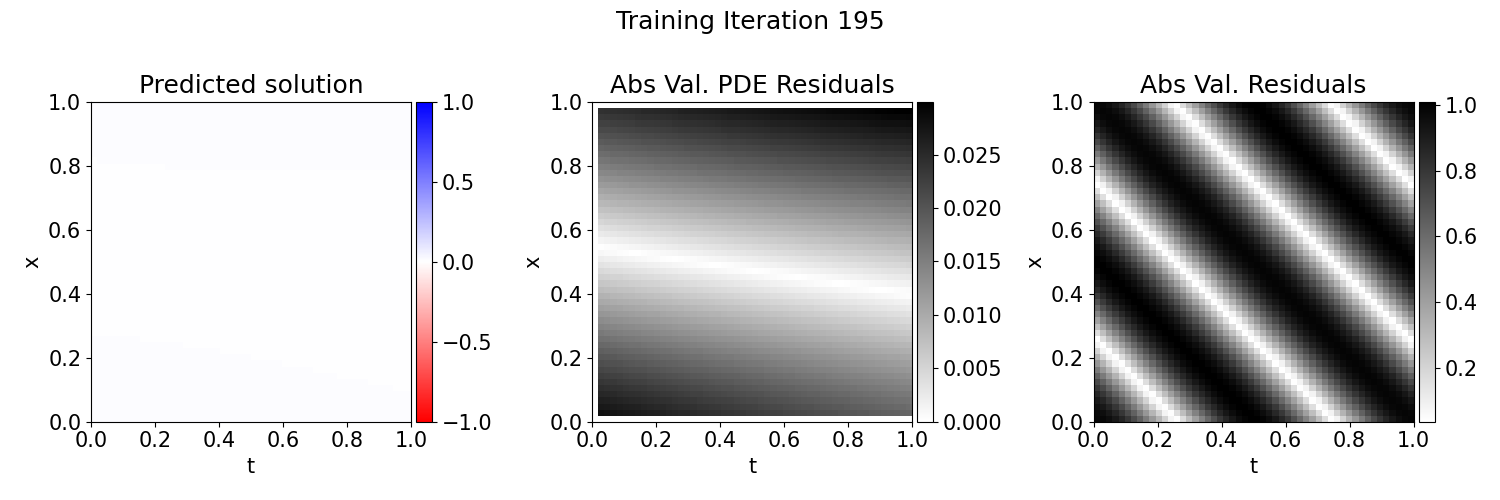 Training Iteration 195
Predicted solution
1.0
0.8
0.6
0.4
0.2
0.0
x
0.0 0.2 0.4 0.6 0.8 1.0
t
1.0
0.5
0.0
−0.5
−1.0
Abs Val. PDE Residuals
1.0
0.8
0.6
0.4
0.2
0.0
x
0.0 0.2 0.4 0.6 0.8 1.0
t
0.025
0.020
0.015
0.010
0.005
0.000
Abs Val. Residuals
1.0
0.8
0.6
0.4
0.2
0.0
x
0.0 0.2 0.4 0.6 0.8 1.0
t
1.0
0.8
0.6
0.4
0.2